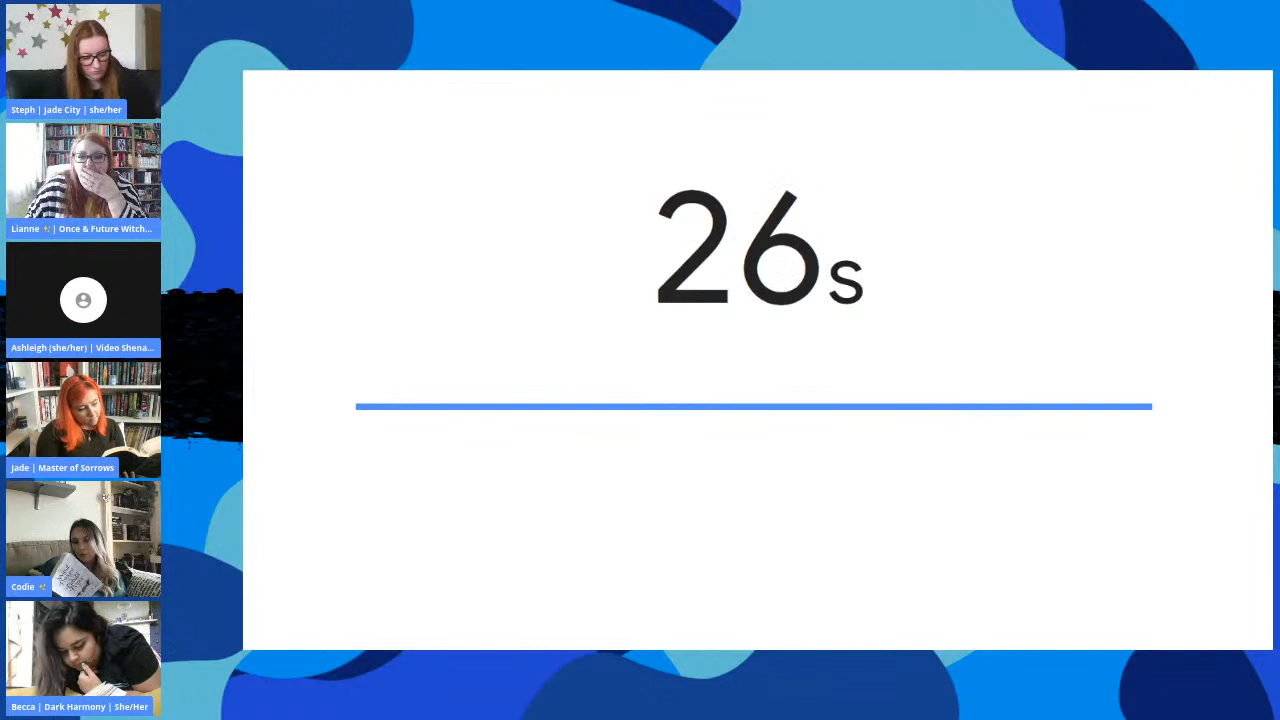 Steph | Jade City | she/her
Lianne ✨ | Once & Future Witch...
Ashleigh (she/her) | Video Shena...
Jade | Master of Sorrows
Codie ✨
Becca | Dark Harmony | She/Her
26s